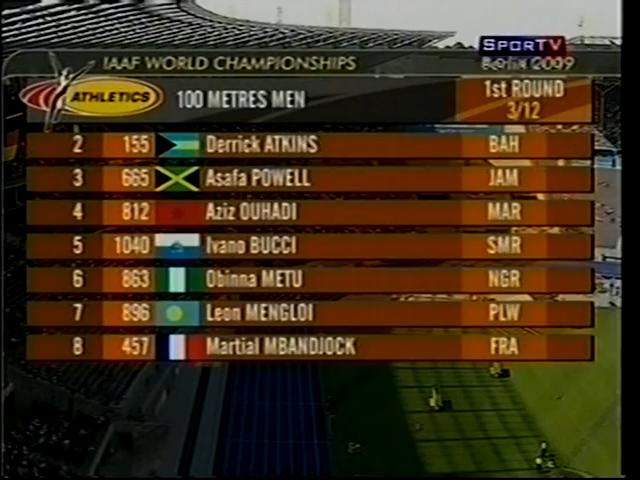 SPORTV
IAAF WORLD CHAMPIONSHIPS Berlin 2009
ATHLETICS 100 METRES MEN 1st ROUND
3/12
2 155 Derrick ATKINS BAH
3 665 Asafa POWELL JAM
4 812 Aziz OUHADI MAR
5 1040 Ivano BUCCI SMR
6 863 Obinna METU NGR
7 896 Leon MENGLOI PLW
8 457 Martial MBANDJOCK FRA